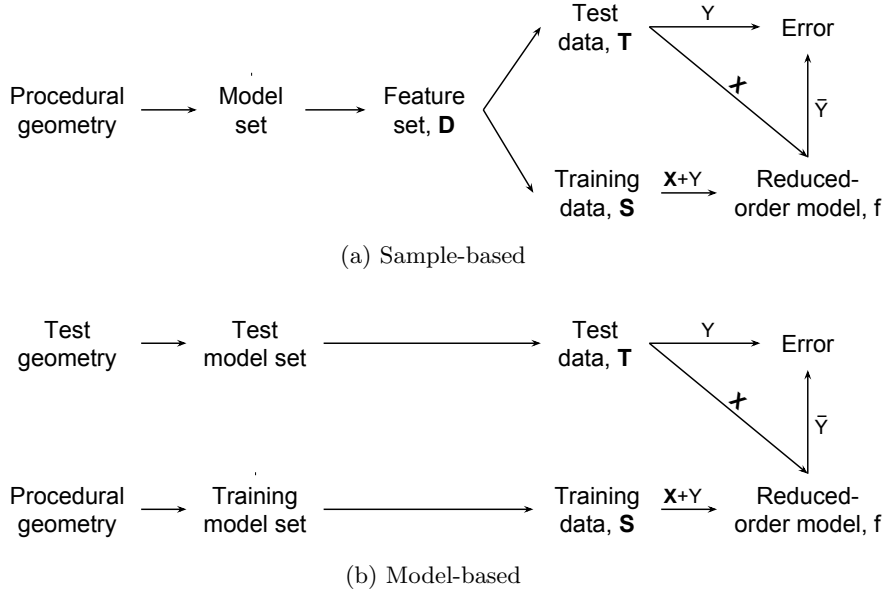 Procedural
geometry
Model
set
Feature
set, D
Test
data, T
Y
Error
X
Ȳ
Training
data, S
X+Y
Reduced-
order model, f
(a) Sample-based
Test
geometry
Test
model set
Test
data, T
Y
Error
X
Ȳ
Procedural
geometry
Training
model set
Training
data, S
X+Y
Reduced-
order model, f
(b) Model-based